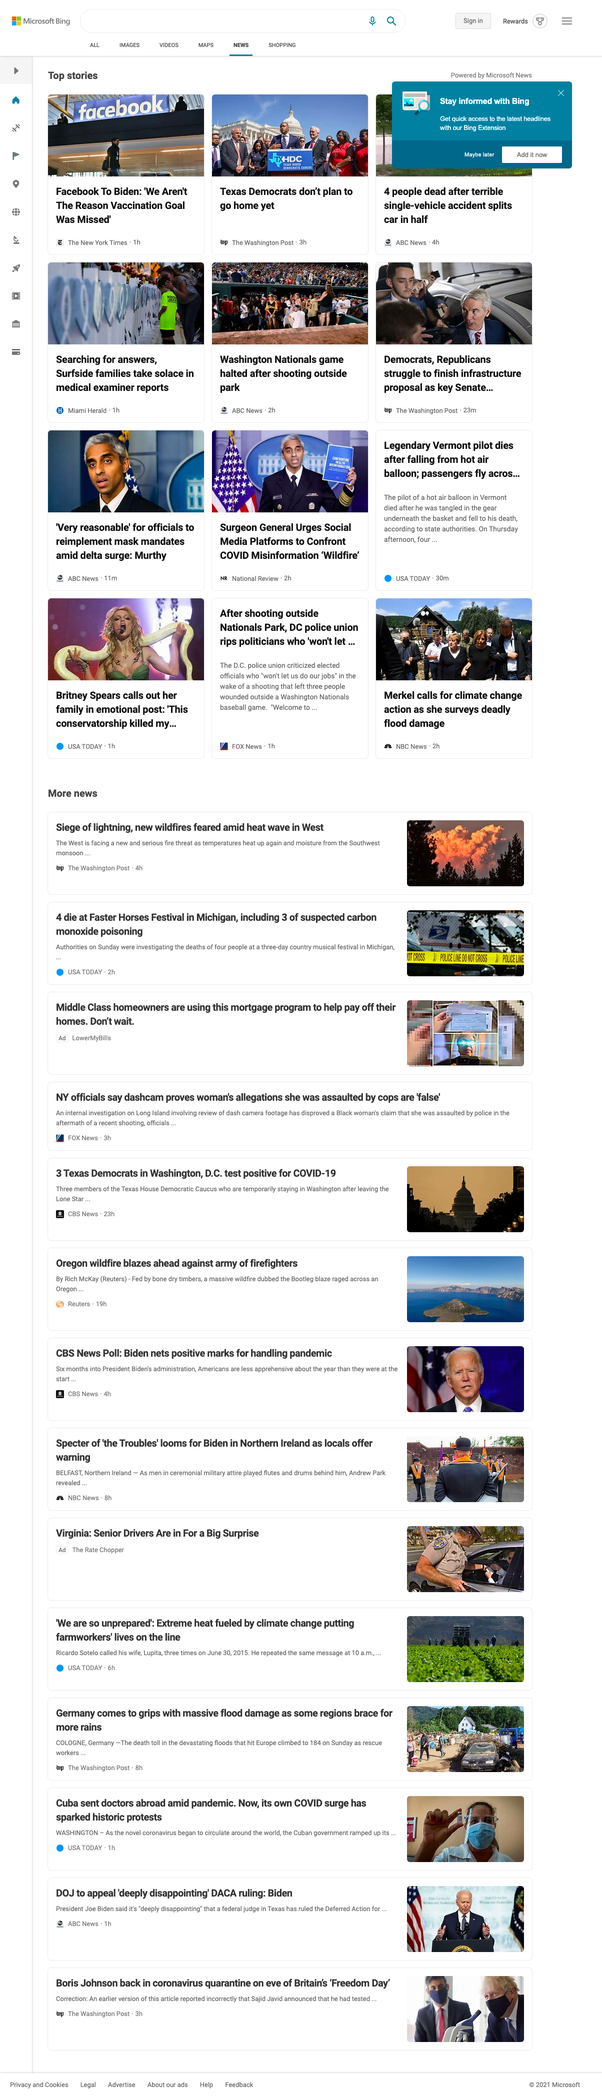 Microsoft Bing
Sign in
Rewards
ALL
IMAGES
VIDEOS
MAPS
NEWS
SHOPPING
Top stories
Powered by Microsoft News
Stay informed with Bing
Get quick access to the latest headlines
with our Bing Extension
Maybe later
Add it now
facebook
Facebook To Biden: 'We Aren't
The Reason Vaccination Goal
Was Missed'
The New York Times · 1h
HDC
Texas Democrats don't plan to
go home yet
wp The Washington Post · 3h
4 people dead after terrible
single-vehicle accident splits
car in half
ABC News · 4h
Searching for answers,
Surfside families take solace in
medical examiner reports
Miami Herald · 1h
Washington Nationals game
halted after shooting outside
park
ABC News · 2h
Democrats, Republicans
struggle to finish infrastructure
proposal as key Senate...
wp The Washington Post · 23m
'Very reasonable' for officials to
reimplement mask mandates
amid delta surge: Murthy
ABC News · 11m
Surgeon General Urges Social
Media Platforms to Confront
COVID Misinformation 'Wildfire'
NR National Review · 2h
Legendary Vermont pilot dies
after falling from hot air
balloon; passengers fly acros...
The pilot of a hot air balloon in Vermont
died after he was tangled in the gear
underneath the basket and fell to his death,
according to state authorities. On Thursday
afternoon, four ...
USA TODAY · 30m
Britney Spears calls out her
family in emotional post: 'This
conservatorship killed my...
USA TODAY · 1h
After shooting outside
Nationals Park, DC police union
rips politicians who 'won't let ...
The D.C. police union criticized elected
officials who "won't let us do our jobs" in the
wake of a shooting that left three people
wounded outside a Washington Nationals
baseball game. "Welcome to ...
FOX News · 1h
Merkel calls for climate change
action as she surveys deadly
flood damage
NBC News · 2h
More news
Siege of lightning, new wildfires feared amid heat wave in West
The West is facing a new and serious fire threat as temperatures heat up again and moisture from the Southwest
monsoon ...
wp The Washington Post · 4h
4 die at Faster Horses Festival in Michigan, including 3 of suspected carbon
monoxide poisoning
Authorities on Sunday were investigating the deaths of four people at a three-day country musical festival in Michigan,
...
USA TODAY · 2h
OT CROSS POLICE LINE DO NOT CROSS POLICE LINE
Middle Class homeowners are using this mortgage program to help pay off their
homes. Don't wait.
Ad LowerMyBills
NY officials say dashcam proves woman's allegations she was assaulted by cops are 'false'
An internal investigation on Long Island involving review of dash camera footage has disproved a Black woman's claim that she was assaulted by police in the
aftermath of a recent shooting, officials ...
FOX News · 3h
3 Texas Democrats in Washington, D.C. test positive for COVID-19
Three members of the Texas House Democratic Caucus who are temporarily staying in Washington after leaving the
Lone Star ...
CBS News · 23h
Oregon wildfire blazes ahead against army of firefighters
By Rich McKay (Reuters) - Fed by bone dry timbers, a massive wildfire dubbed the Bootleg blaze raged across an
Oregon ...
Reuters · 19h
CBS News Poll: Biden nets positive marks for handling pandemic
Six months into President Biden's administration, Americans are less apprehensive about the year than they were at the
start ...
CBS News · 4h
Specter of 'the Troubles' looms for Biden in Northern Ireland as locals offer
warning
BELFAST, Northern Ireland — As men in ceremonial military attire played flutes and drums behind him, Andrew Park
revealed ...
NBC News · 8h
Virginia: Senior Drivers Are in For a Big Surprise
Ad The Rate Chopper
'We are so unprepared': Extreme heat fueled by climate change putting
farmworkers' lives on the line
Ricardo Sotelo called his wife, Lupita, three times on June 30, 2015. He repeated the same message at 10 a.m., ...
USA TODAY · 6h
Germany comes to grips with massive flood damage as some regions brace for
more rains
COLOGNE, Germany —The death toll in the devastating floods that hit Europe climbed to 184 on Sunday as rescue
workers ...
wp The Washington Post · 8h
Cuba sent doctors abroad amid pandemic. Now, its own COVID surge has
sparked historic protests
WASHINGTON – As the novel coronavirus began to circulate around the world, the Cuban government ramped up its ...
USA TODAY · 1h
DOJ to appeal 'deeply disappointing' DACA ruling: Biden
President Joe Biden said it's "deeply disappointing" that a federal judge in Texas has ruled the Deferred Action for ...
ABC News · 1h
Boris Johnson back in coronavirus quarantine on eve of Britain's 'Freedom Day'
Correction: An earlier version of this article reported incorrectly that Sajid Javid announced that he had tested ...
wp The Washington Post · 3h
Privacy and Cookies
Legal
Advertise
About our ads
Help
Feedback
© 2021 Microsoft